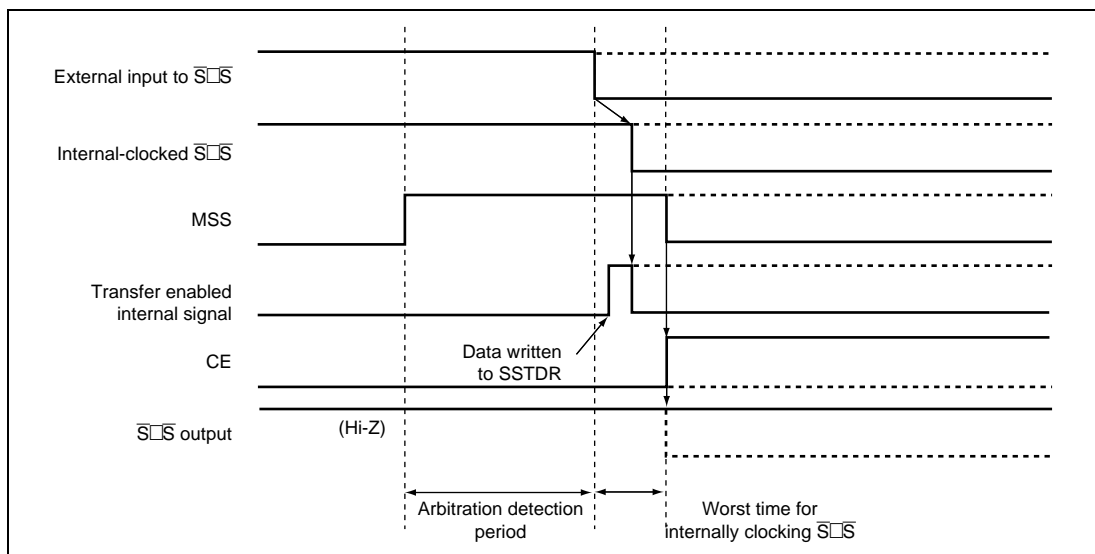 External input to S̅□S̅
Internal-clocked S̅□S̅
MSS
Transfer enabled
internal signal
Data written
to SSTDR
CE
S̅□S̅ output
(Hi-Z)
Arbitration detection
period
Worst time for
internally clocking S̅□S̅